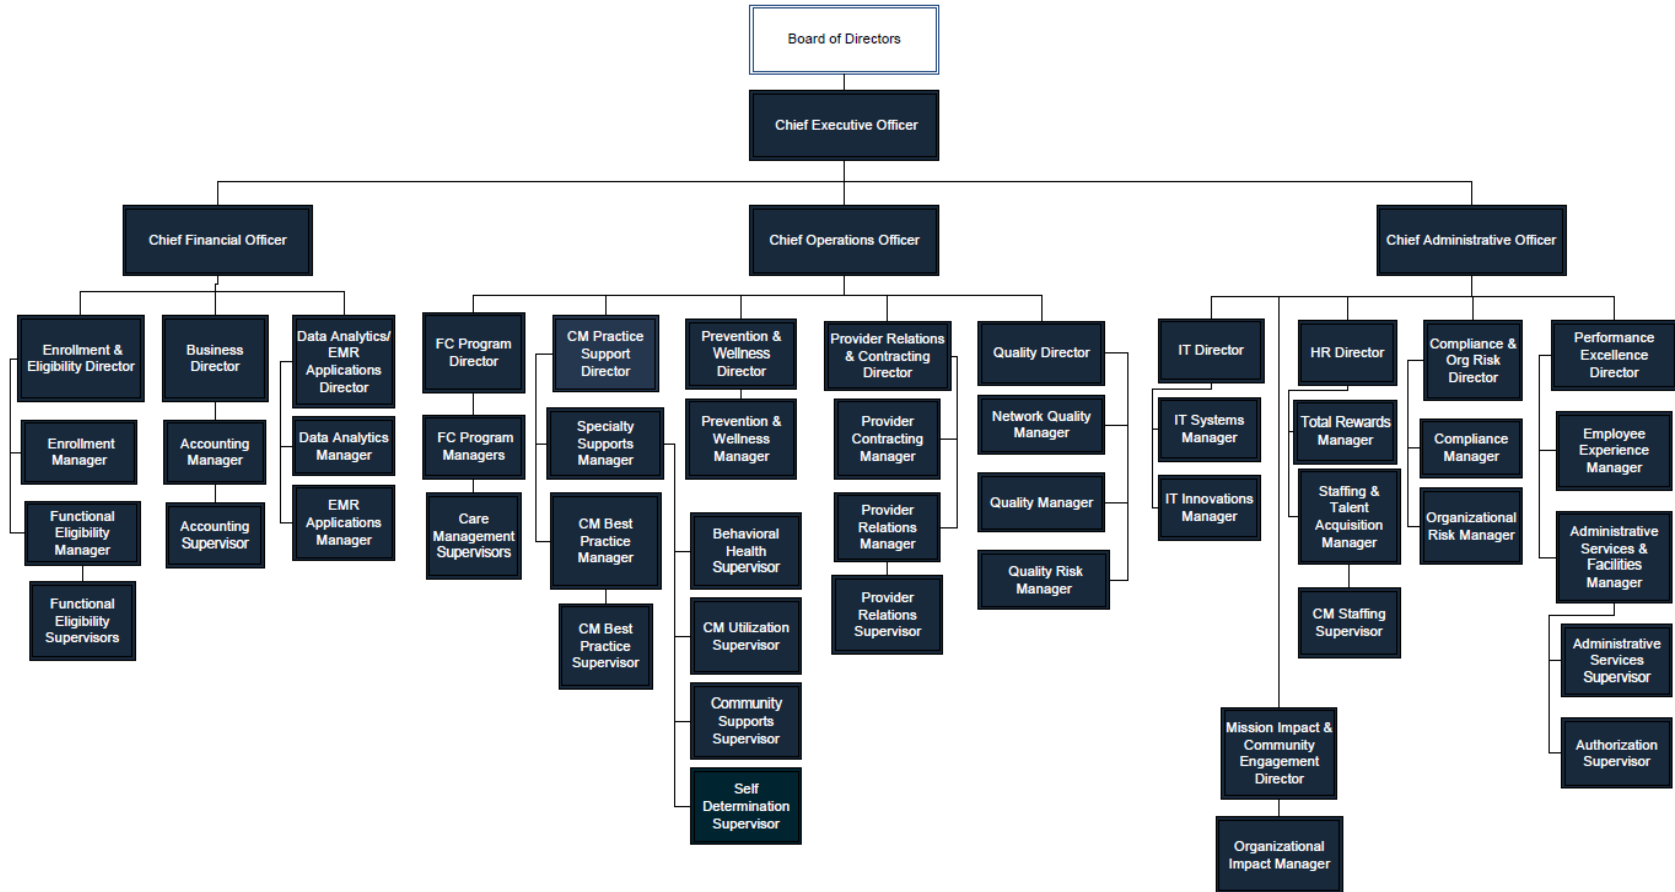 Board of Directors
Chief Executive Officer
Chief Financial Officer
Chief Operations Officer
Chief Administrative Officer
Enrollment &
Eligibility Director
Business
Director
Data Analytics/
EMR
Applications
Director
FC Program
Director
CM Practice
Support
Director
Prevention &
Wellness
Director
Provider Relations
& Contracting
Director
Quality Director
IT Director
HR Director
Compliance &
Org Risk
Director
Performance
Excellence
Director
Enrollment
Manager
Accounting
Manager
Data Analytics
Manager
FC Program
Managers
Specialty
Supports
Manager
Prevention &
Wellness
Manager
Provider
Contracting
Manager
Network Quality
Manager
IT Systems
Manager
Total Rewards
Manager
Compliance
Manager
Employee
Experience
Manager
Functional
Eligibility
Manager
Accounting
Supervisor
EMR
Applications
Manager
Care
Management
Supervisors
CM Best
Practice
Manager
Behavioral
Health
Supervisor
Provider
Relations
Manager
Quality Manager
IT Innovations
Manager
Staffing &
Talent
Acquisition
Manager
Organizational
Risk Manager
Administrative
Services &
Facilities
Manager
Functional
Eligibility
Supervisors
CM Best
Practice
Supervisor
CM Utilization
Supervisor
Provider
Relations
Supervisor
Quality Risk
Manager
CM Staffing
Supervisor
Administrative
Services
Supervisor
Community
Supports
Supervisor
Mission Impact &
Community
Engagement
Director
Authorization
Supervisor
Self
Determination
Supervisor
Organizational
Impact Manager